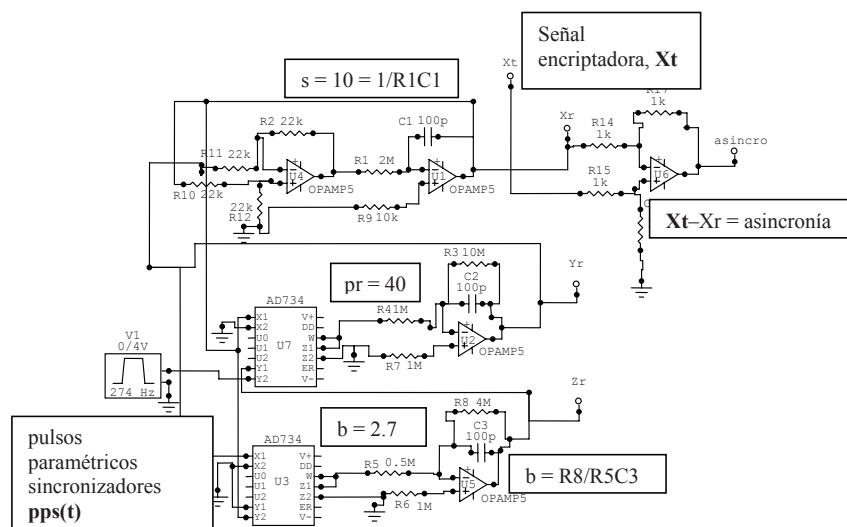 Señal
encriptadora, Xt
Xt
s = 10 = 1/R1C1
R17
1k
R2 22k
C1 100p
Xr
R14
1k
asincro
R11 22k
R1 2M
U4
OPAMP5
U1
OPAMP5
R15
1k
U6
R10 22k
22k
R12
R9 10k
Xt–Xr = asincronía
R3 10M
C2
100p
Yr
pr = 40
AD734
X1
X2
U0
U1
U2
Y1
Y2
U7
V+
DD
W
Z1
Z2
ER
V-
R41M
R7 1M
U2
OPAMP5
V1
0/4V
274 Hz
Zr
R8 4M
C3
100p
b = 2.7
pulsos
paramétricos
sincronizadores
pps(t)
AD734
X1
X2
U0
U1
U2
Y1
Y2
U3
V+
DD
W
Z1
Z2
ER
V-
R5 0.5M
R6 1M
U5
OPAMP5
b = R8/R5C3